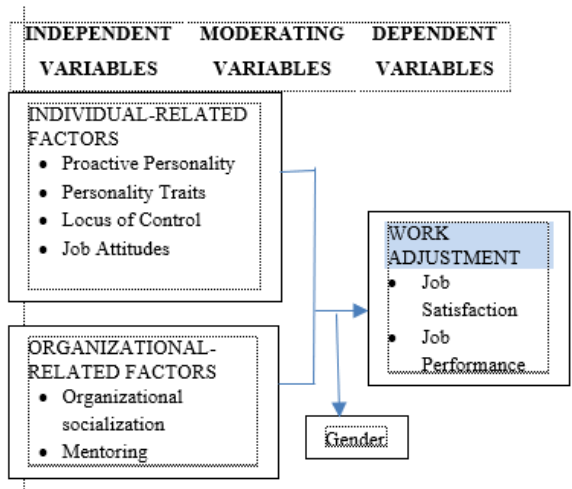 INDEPENDENT MODERATING DEPENDENT
VARIABLES VARIABLES VARIABLES
INDIVIDUAL-RELATED
FACTORS
• Proactive Personality
• Personality Traits
• Locus of Control
• Job Attitudes
ORGANIZATIONAL-
RELATED FACTORS
• Organizational
socialization
• Mentoring
WORK
ADJUSTMENT
• Job
Satisfaction
• Job
Performance
Gender